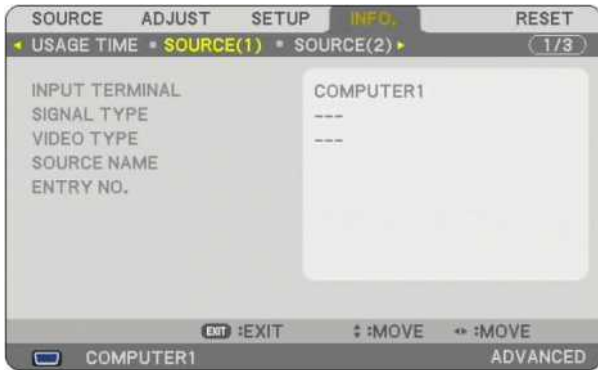 SOURCE ADJUST SETUP INFO. RESET
USAGE TIME SOURCE(1) SOURCE(2) 1/3
INPUT TERMINAL COMPUTER1
SIGNAL TYPE ---
VIDEO TYPE ---
SOURCE NAME
ENTRY NO.
EXIT :EXIT :MOVE :MOVE
COMPUTER1 ADVANCED